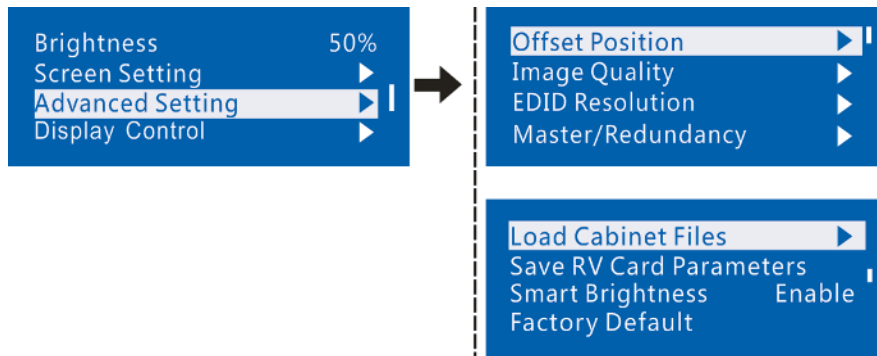 Brightness 50%
Screen Setting
Advanced Setting
Display Control
Offset Position
Image Quality
EDID Resolution
Master/Redundancy
Load Cabinet Files
Save RV Card Parameters
Smart Brightness Enable
Factory Default